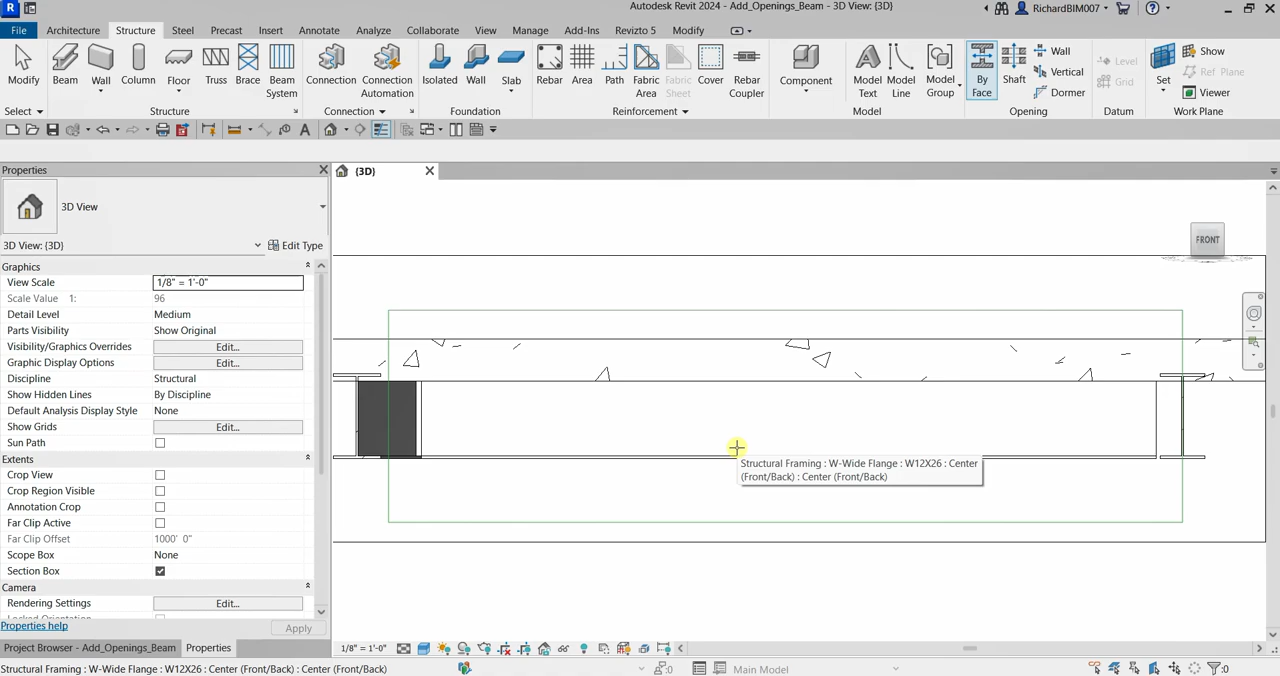 Autodesk Revit 2024 - Add_Openings_Beam - 3D View: {3D}
RichardBIM007
File Architecture Structure Steel Precast Insert Annotate Analyze Collaborate View Manage Add-Ins Revizto 5 Modify
Modify Beam Wall Column Floor Truss Brace Beam System Connection Connection Automation Isolated Wall Slab Rebar Area Path Fabric Area Fabric Sheet Cover Rebar Coupler Component Model Text Model Line Model Group By Face Shaft Wall Vertical Dormer Level Grid Set Show Ref Plane Viewer
Select Structure Connection Foundation Reinforcement Model Opening Datum Work Plane
Properties
{3D}
3D View
3D View: {3D} Edit Type
Graphics
View Scale 1/8" = 1'-0"
Scale Value 1: 96
Detail Level Medium
Parts Visibility Show Original
Visibility/Graphics Overrides Edit...
Graphic Display Options Edit...
Discipline Structural
Show Hidden Lines By Discipline
Default Analysis Display Style None
Show Grids Edit...
Sun Path
Extents
Crop View
Crop Region Visible
Annotation Crop
Far Clip Active
Far Clip Offset 1000' 0"
Scope Box None
Section Box
Camera
Rendering Settings Edit...
Locked Orientation
Properties help Apply
Project Browser - Add_Openings_Beam Properties
FRONT
Structural Framing : W-Wide Flange : W12X26 : Center
(Front/Back) : Center (Front/Back)
1/8" = 1'-0"
Structural Framing : W-Wide Flange : W12X26 : Center (Front/Back) : Center (Front/Back)
:0
Main Model
:0